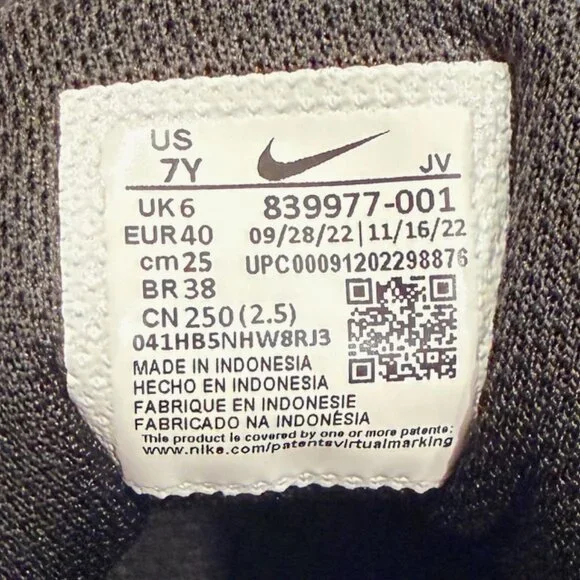 US
7Y
JV
UK 6 839977-001
EUR 40 09/28/22 | 11/16/22
cm 25 UPC00091202298876
BR 38
CN 250 (2.5)
041HB5NHW8RJ3
MADE IN INDONESIA
HECHO EN INDONESIA
FABRIQUE EN INDONESIE
FABRICADO NA INDONÉSIA
This product is covered by one or more patents:
www.nike.com/patentsvirtualmarking